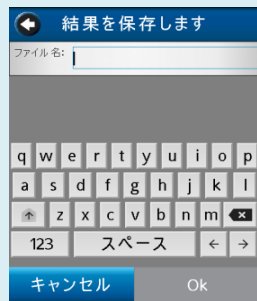 結果を保存します
ファイル名:
q w e r t y u i o p
a s d f g h j k l
z x c v b n m
123 スペース ← →
キャンセル Ok